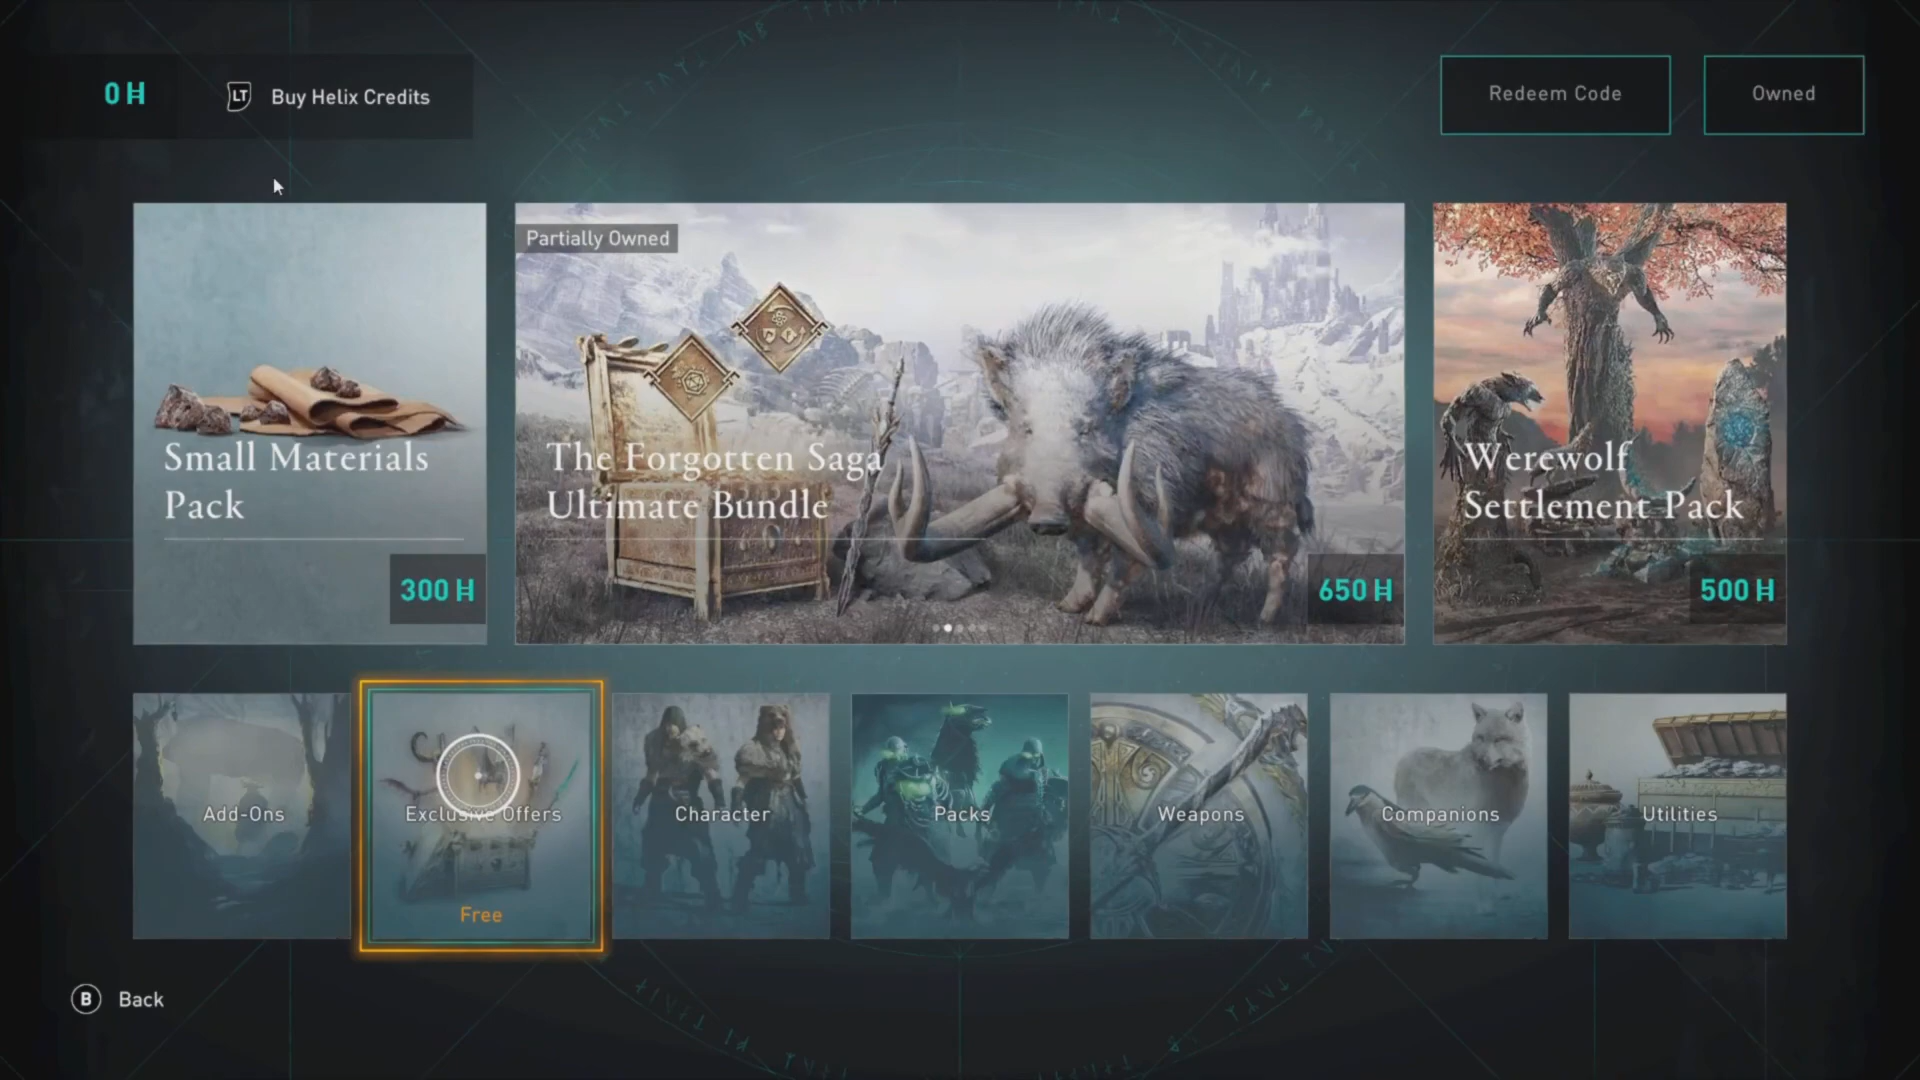 0 H
LT Buy Helix Credits
Redeem Code
Owned
Partially Owned
Small Materials
Pack
300 H
The Forgotten Saga
Ultimate Bundle
650 H
Werewolf
Settlement Pack
500 H
Add-Ons
Exclusive Offers
Free
Character
Packs
Weapons
Companions
Utilities
B Back